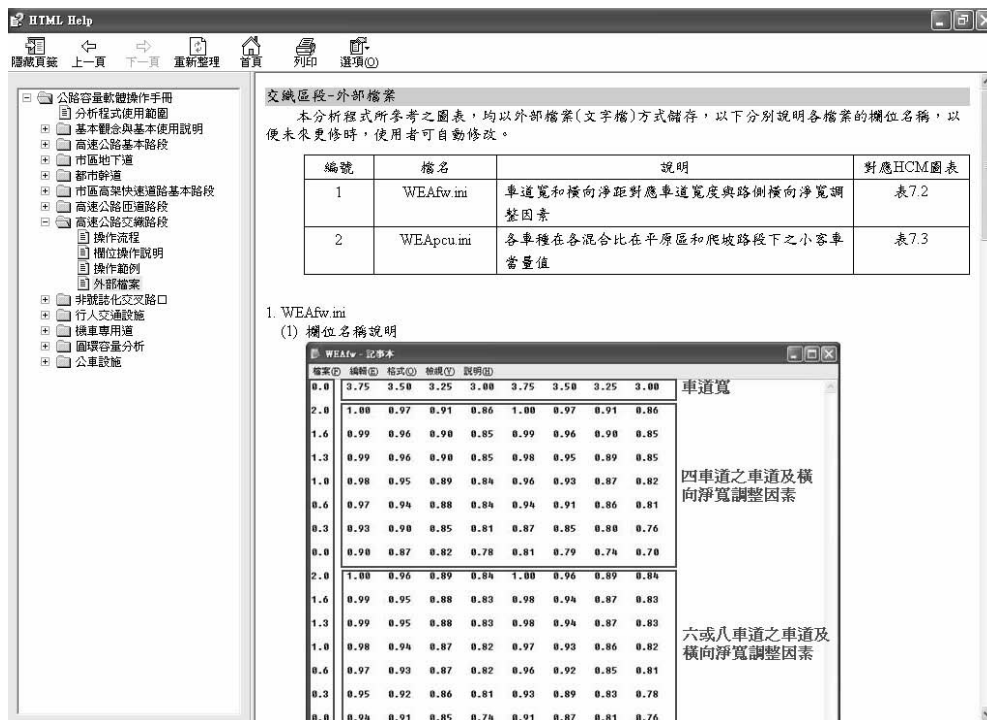 HTML Help
隱藏頁籤 上一頁 下一頁 重新整理 首頁 列印 選項(O)
公路容量軟體操作手冊
分析程式使用範圍
基本觀念與基本使用說明
高速公路基本路段
市區地下道
都市幹道
市區高架快速道路基本路段
高速公路匝道路段
高速公路交織路段
操作流程
欄位操作說明
操作範例
外部檔案
非號誌化交叉路口
行人交通設施
機車專用道
圓環容量分析
公車設施
交織區段-外部檔案
本分析程式所參考之圖表,均以外部檔案(文字檔)方式儲存,以下分別說明各檔案的欄位名稱,以
便未來更修時,使用者可自動修改。
編號 檔名 說明 對應HCM圖表
1 WEAfw.ini 車道寬和橫向淨距對應車道寬度與路側橫向淨寬調 表7.2
整因素
2 WEApcu.ini 各車種在各混合比在平原區和爬坡路段下之小客車 表7.3
當量值
1. WEAfw.ini
(1) 欄位名稱說明
WEAfw - 記事本
檔案(F) 編輯(E) 格式(O) 檢視(V) 說明(H)
0.0 3.75 3.50 3.25 3.00 3.75 3.50 3.25 3.00 車道寬
2.0 1.00 0.97 0.91 0.86 1.00 0.97 0.91 0.86
1.6 0.99 0.96 0.90 0.85 0.99 0.96 0.90 0.85
1.3 0.99 0.96 0.90 0.85 0.98 0.95 0.89 0.85
1.0 0.98 0.95 0.89 0.84 0.96 0.93 0.87 0.82
四車道之車道及橫
向淨寬調整因素
0.6 0.97 0.94 0.88 0.84 0.94 0.91 0.86 0.81
0.3 0.93 0.90 0.85 0.81 0.87 0.85 0.80 0.76
0.0 0.90 0.87 0.82 0.78 0.81 0.79 0.74 0.70
2.0 1.00 0.96 0.89 0.84 1.00 0.96 0.89 0.84
1.6 0.99 0.95 0.88 0.83 0.98 0.94 0.87 0.83
1.3 0.99 0.95 0.88 0.83 0.98 0.94 0.87 0.83
六或八車道之車道及
橫向淨寬調整因素
1.0 0.98 0.94 0.87 0.82 0.97 0.93 0.86 0.82
0.6 0.97 0.93 0.87 0.82 0.96 0.92 0.85 0.81
0.3 0.95 0.92 0.86 0.81 0.93 0.89 0.83 0.78
0.0 0.94 0.91 0.85 0.74 0.91 0.87 0.81 0.76